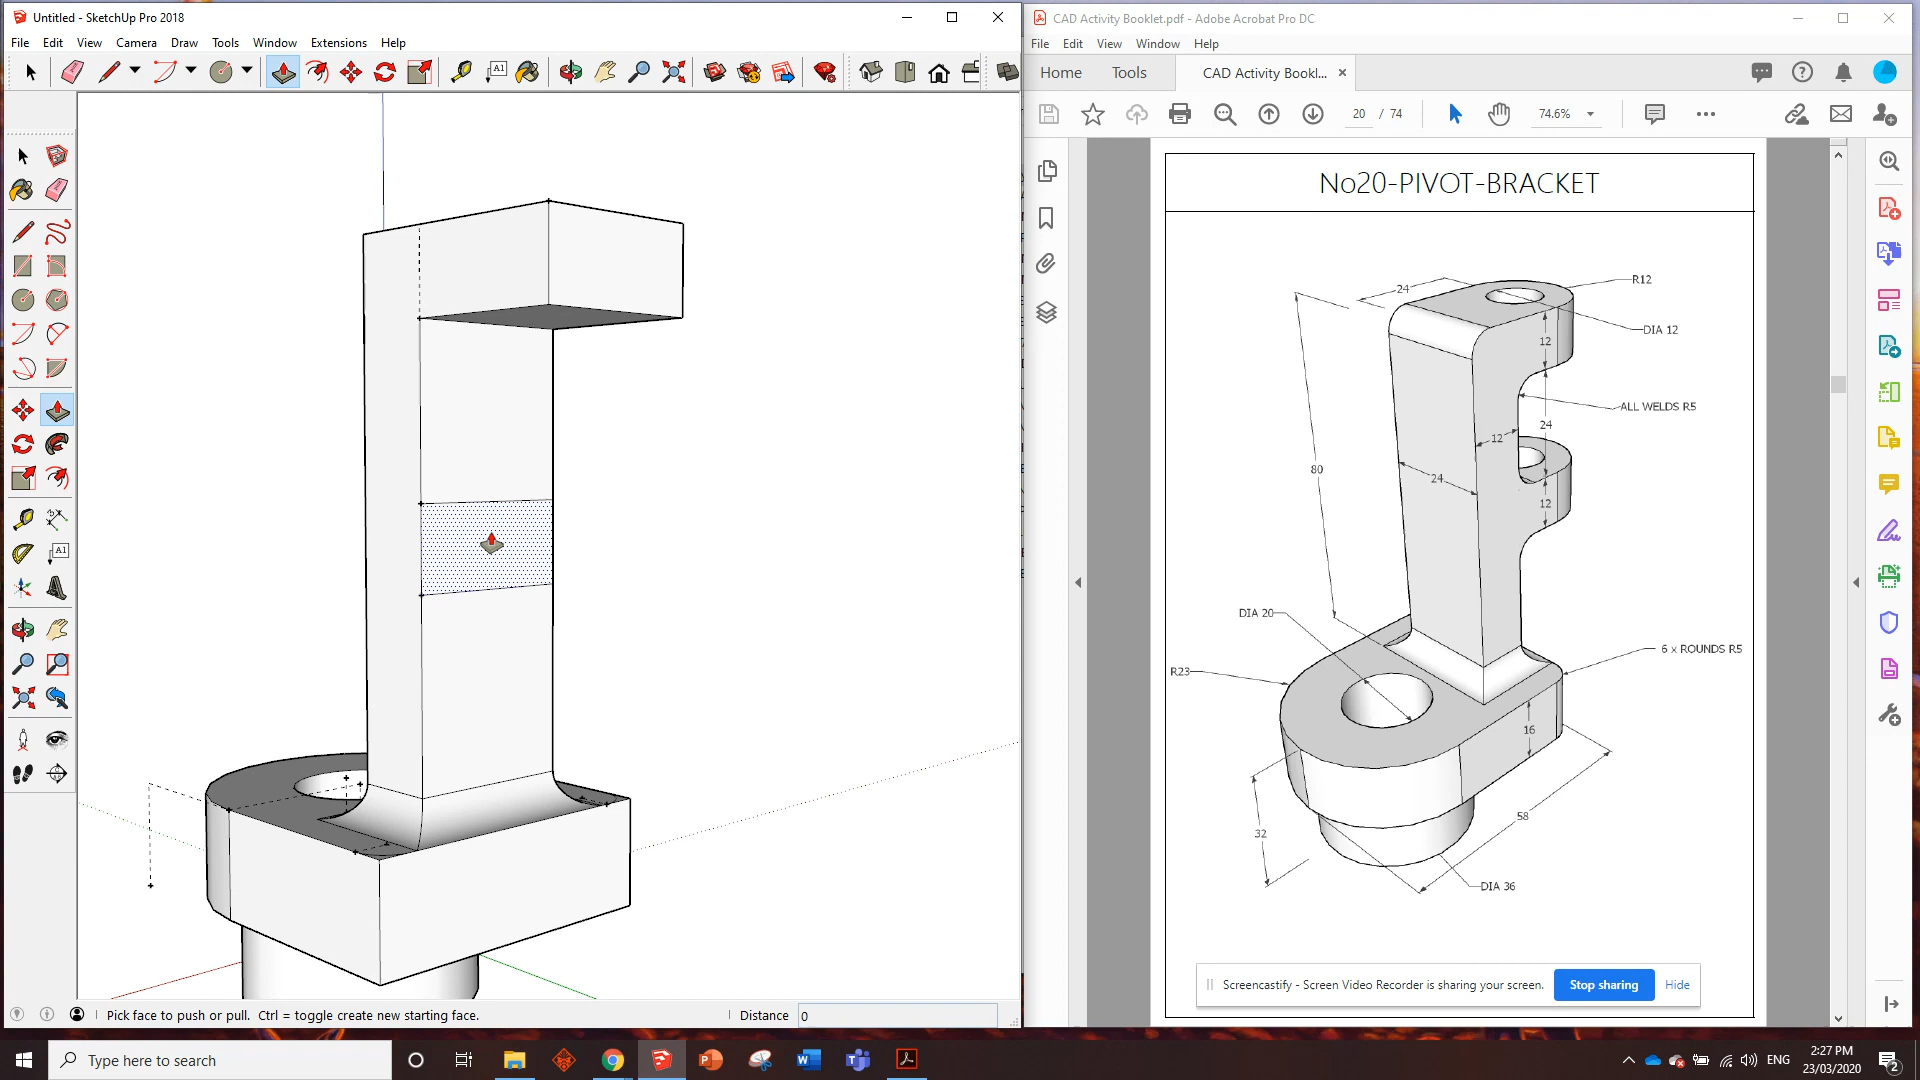 Untitled - SketchUp Pro 2018
File Edit View Camera Draw Tools Window Extensions Help
A1
A1
Pick face to push or pull. Ctrl = toggle create new starting face.
Distance 0
CAD Activity Booklet.pdf - Adobe Acrobat Pro DC
File Edit View Window Help
Home Tools CAD Activity Bookl... ×
20 / 74 74.6%
No20-PIVOT-BRACKET
24
R12
DIA 12
12
ALL WELDS R5
24
12
80
24
12
DIA 20
6 x ROUNDS R5
R23
16
58
32
DIA 36
Screencastify - Screen Video Recorder is sharing your screen. Stop sharing Hide
Type here to search
ENG
2:27 PM
23/03/2020
2